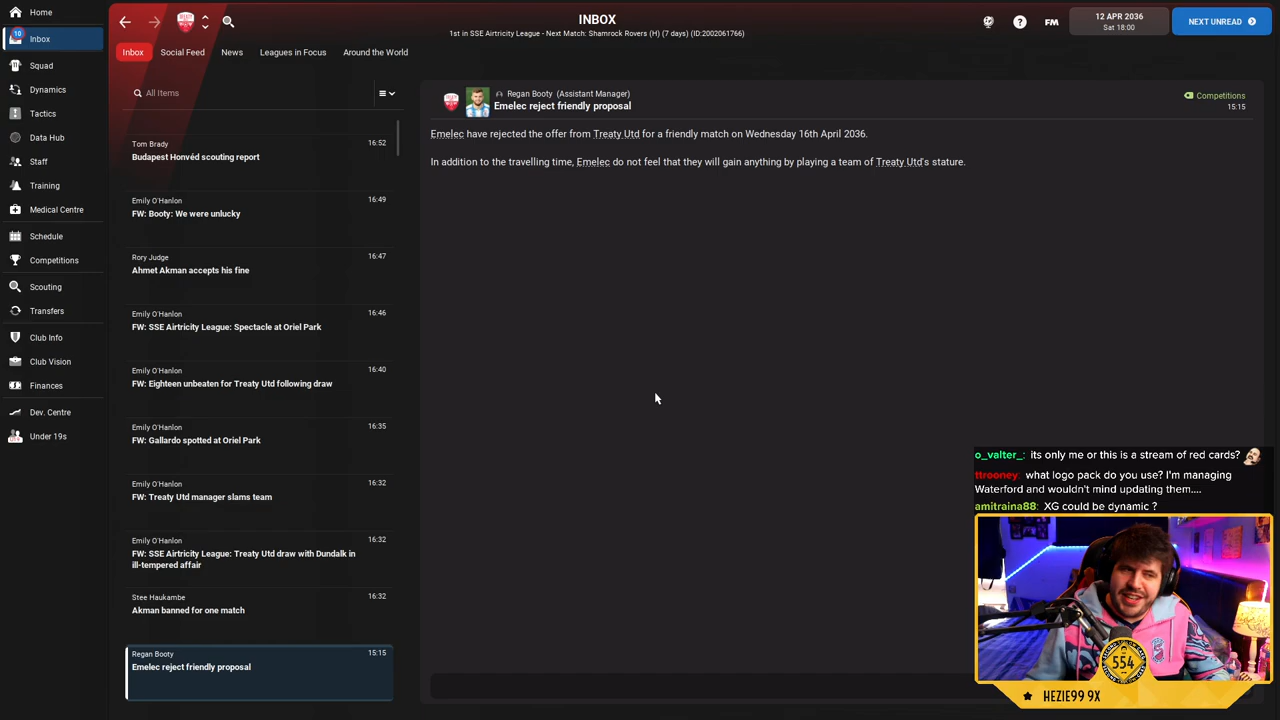 Home
10
Inbox
Squad
Dynamics
Tactics
Data Hub
Staff
Training
Medical Centre
Schedule
Competitions
Scouting
Transfers
Club Info
Club Vision
Finances
Dev. Centre
Under 19s
INBOX
1st in SSE Airtricity League - Next Match: Shamrock Rovers (H) (7 days) (ID:2002061766)
FM
12 APR 2036
Sat 18:00
NEXT UNREAD
Inbox
Social Feed
News
Leagues in Focus
Around the World
All Items
Tom Brady
16:52
Budapest Honvéd scouting report
Emily O'Hanlon
16:49
FW: Booty: We were unlucky
Rory Judge
16:47
Ahmet Akman accepts his fine
Emily O'Hanlon
16:46
FW: SSE Airtricity League: Spectacle at Oriel Park
Emily O'Hanlon
16:40
FW: Eighteen unbeaten for Treaty Utd following draw
Emily O'Hanlon
16:35
FW: Gallardo spotted at Oriel Park
Emily O'Hanlon
16:32
FW: Treaty Utd manager slams team
Emily O'Hanlon
16:32
FW: SSE Airtricity League: Treaty Utd draw with Dundalk in
ill-tempered affair
Stee Haukambe
16:32
Akman banned for one match
Regan Booty
15:15
Emelec reject friendly proposal
Regan Booty (Assistant Manager)
Emelec reject friendly proposal
Competitions
15:15
Emelec have rejected the offer from Treaty Utd for a friendly match on Wednesday 16th April 2036.
In addition to the travelling time, Emelec do not feel that they will gain anything by playing a team of Treaty Utd's stature.
o_valter_: its only me or this is a stream of red cards?
ttrooney: what logo pack do you use? I'm managing
Waterford and wouldn't mind updating them....
amitraina88: XG could be dynamic ?
554
HEZIE99 9X